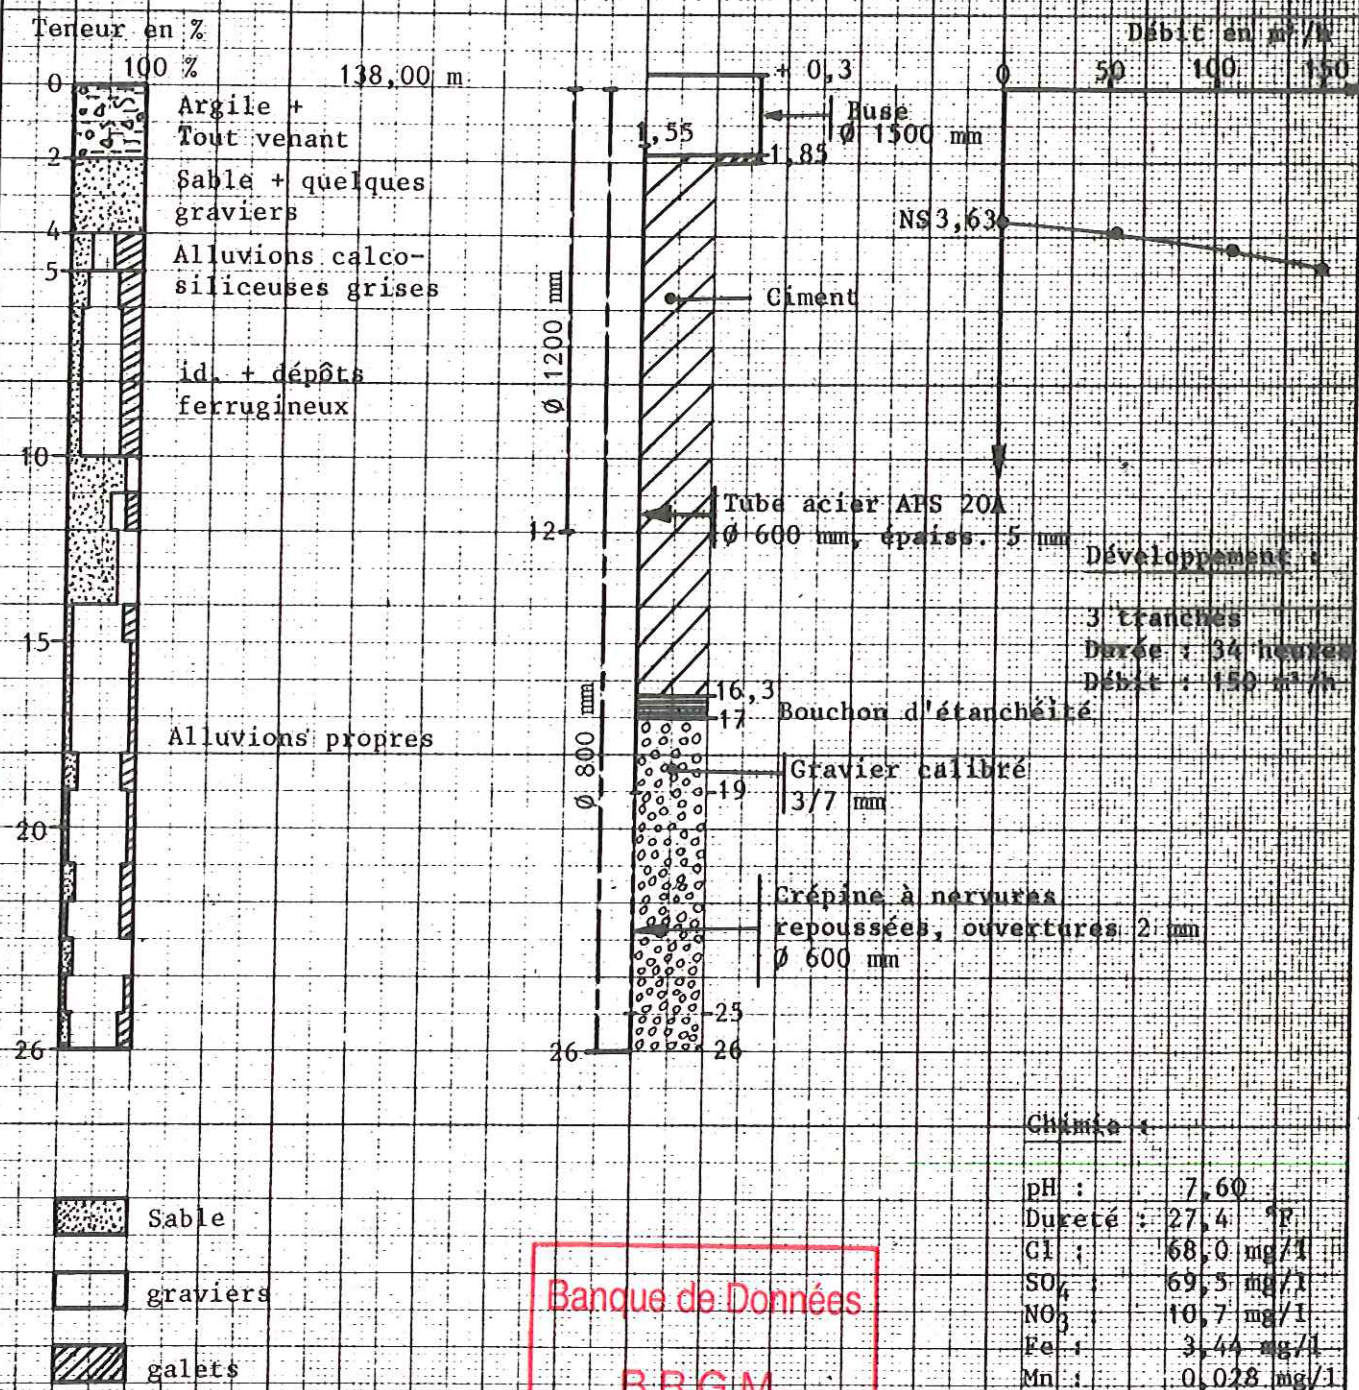 Teneur en %
100 %
138,00 m
0
2
4
5
10
15
20
26
Argile +
Tout venant
Sable + quelques
graviers
Alluvions calco-
siliceuses grises
id. + dépôts
ferrugineux
Alluvions propres
Ø 1200 mm
12
Ø 800 mm
26
+ 0,3
Buse
Ø 1500 mm
1,55
1,85
Ciment
Tube acier APS 20A
Ø 600 mm, épaiss. 5 mm
16,3
17
Bouchon d'étanchéité
Gravier calibré
3/7 mm
19
Crépine à nervures
repoussées, ouvertures 2 mm
Ø 600 mm
25
26
Débit en m³/h
0 50 100 150
NS 3,63
Développement :
3 tranches
Durée : 34 heures
Débit : 150 m³/h
Chimie :
pH : 7,60
Dureté : 27,4 °F
Cl : 68,0 mg/l
SO4 : 69,5 mg/l
NO3 : 10,7 mg/l
Fe : 3,44 mg/l
Mn : 0,028 mg/l
Sable
graviers
galets
Banque de Données
B.R.G.M.